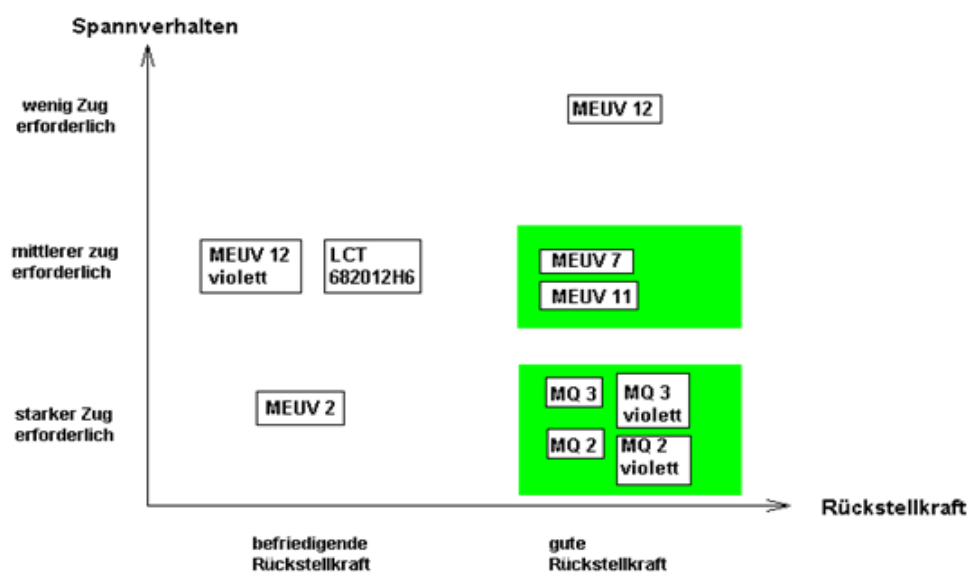 Spannverhalten
wenig Zug
erforderlich
MEUV 12
mittlerer zug
erforderlich
MEUV 12
violett
LCT
682012H6
MEUV 7
MEUV 11
starker Zug
erforderlich
MEUV 2
MQ 3
MQ 3
violett
MQ 2
MQ 2
violett
Rückstellkraft
befriedigende
Rückstellkraft
gute
Rückstellkraft